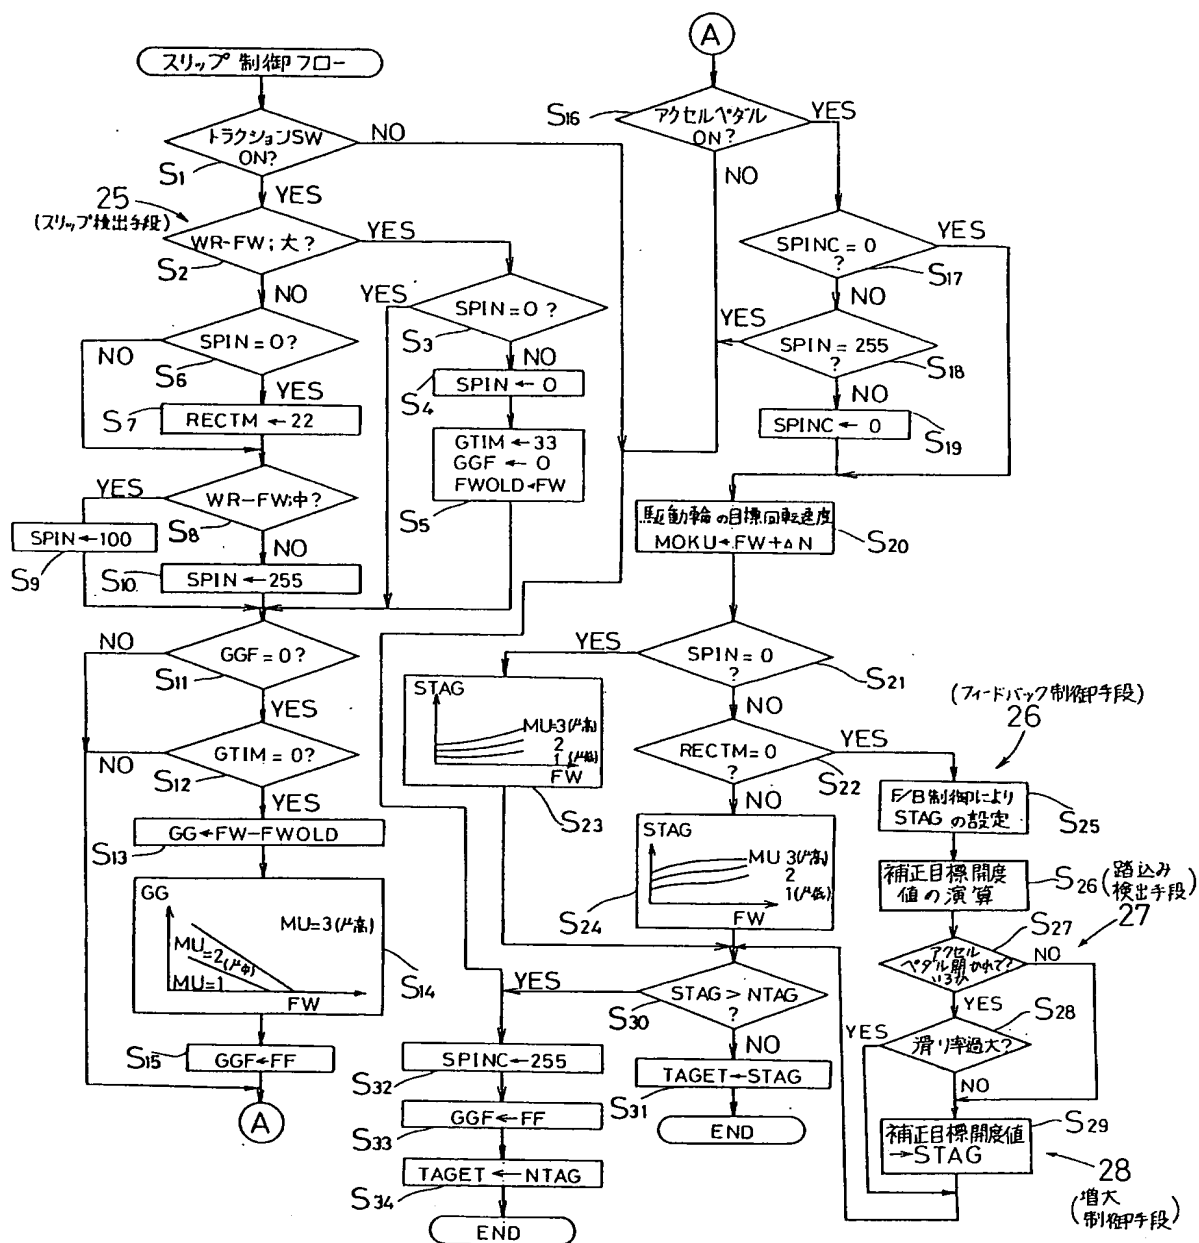 スリップ 制御 フロー
トラクションSW
ON?
NO
S1
YES
25
(スリップ検出手段)
WR-FW;大?
YES
S2
NO
SPIN=0?
YES
S3
NO
SPIN←0
S4
GTIM←33
GGF←0
FWOLD←FW
S5
SPIN=0?
NO
S6
YES
RECTM←22
S7
WR-FW;中?
YES
S8
NO
SPIN←100
S9
SPIN←255
S10
GGF=0?
NO
S11
YES
GTIM=0?
NO
S12
YES
GG←FW-FWOLD
S13
GG
MU=3(μ高)
MU=2(μ中)
MU=1
FW
S14
GGF←FF
S15
A
A
アクセルペダル
ON?
S16
YES
NO
SPINC=0
?
YES
S17
NO
SPIN=255
?
YES
S18
NO
SPINC←0
S19
駆動輪の目標回転速度
MOKU←FW+ΔN
S20
SPIN=0
?
YES
S21
NO
STAG
MU=3(μ高)
2
1(μ低)
FW
S23
RECTM=0
?
YES
S22
NO
STAG
MU3(μ高)
2
1(μ低)
FW
S24
(フィードバック制御手段)
26
F/B制御により
STAGの設定
S25
補正目標開度
値の演算
S26
(踏込み
検出手段)
27
アクセル
ペダル開かれて?
いるか
S27
NO
YES
滑り率過大?
S28
YES
NO
補正目標開度値
→STAG
S29
28
(増大
制御手段)
STAG>NTAG
?
YES
S30
NO
TAGET←STAG
S31
END
SPINC←255
S32
GGF←FF
S33
TAGET←NTAG
S34
END